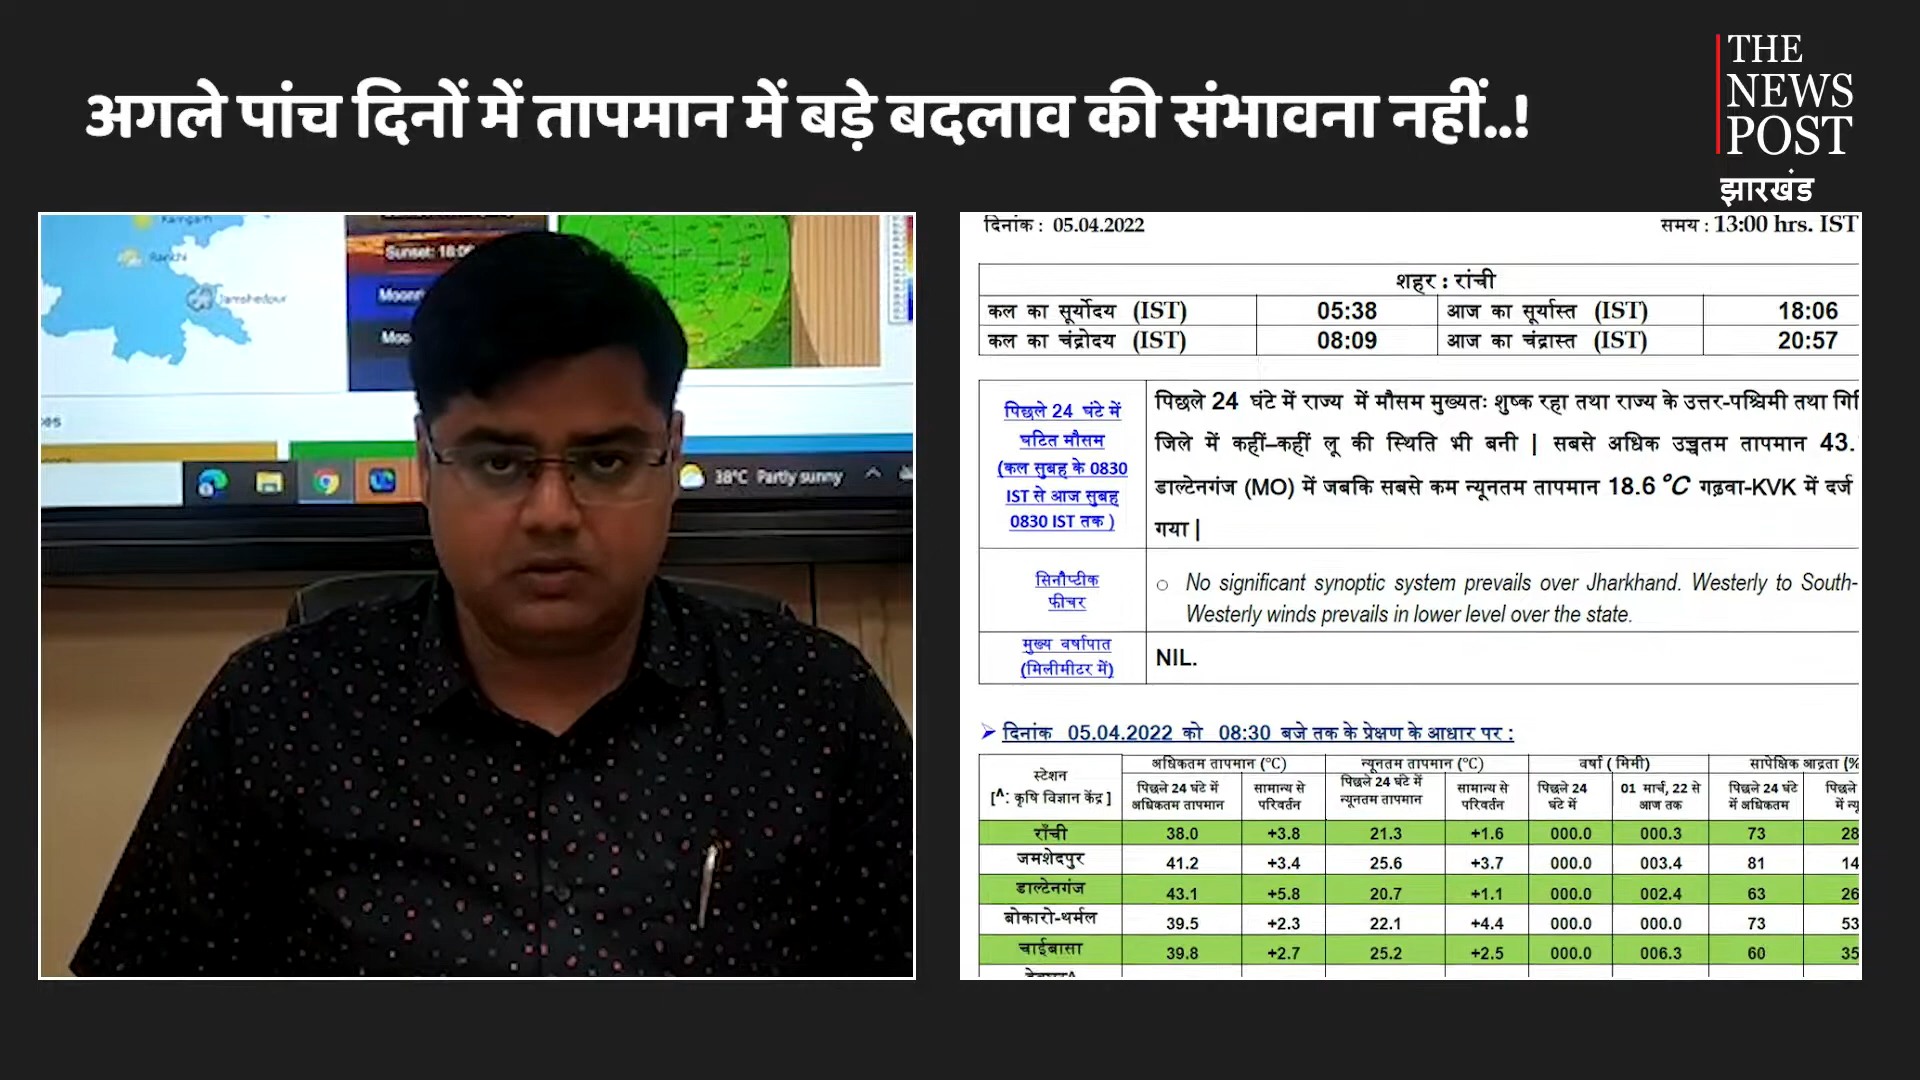 अगले पांच दिनों में तापमान में बड़े बदलाव की संभावना नहीं..!
THE
NEWS
POST
झारखंड
Ramgarh
Ranchi
Jamshedpur
Sunset: 18:06
38°C Partly sunny
दिनांक : 05.04.2022 समय : 13:00 hrs. IST
शहर : रांची
कल का सूर्योदय (IST) 05:38 आज का सूर्यास्त (IST) 18:06
कल का चंद्रोदय (IST) 08:09 आज का चंद्रास्त (IST) 20:57
पिछले 24 घंटे में
घटित मौसम
(कल सुबह के 0830
IST से आज सुबह
0830 IST तक )
पिछले 24 घंटे में राज्य में मौसम मुख्यतः शुष्क रहा तथा राज्य के उत्तर-पश्चिमी तथा
जिले में कहीं–कहीं लू की स्थिति भी बनी | सबसे अधिक उच्चतम तापमान 43.
डाल्टेनगंज (MO) में जबकि सबसे कम न्यूनतम तापमान 18.6 °C गढ़वा-KVK में दर्ज
गया |
सिनौप्टीक
फीचर
○ No significant synoptic system prevails over Jharkhand. Westerly to South-
Westerly winds prevails in lower level over the state.
मुख्य वर्षापात
(मिलीमीटर में)
NIL.
➢ दिनांक 05.04.2022 को 08:30 बजे तक के प्रेक्षण के आधार पर :
स्टेशन
[^: कृषि विज्ञान केंद्र ]
अधिकतम तापमान (°C) न्यूनतम तापमान (°C) वर्षा ( मिमी) सापेक्षिक आद्रता (%
पिछले 24 घंटे में
अधिकतम तापमान
सामान्य से
परिवर्तन
पिछले 24 घंटे में
न्यूनतम तापमान
सामान्य से
परिवर्तन
पिछले 24
घंटे में
01 मार्च, 22 से
आज तक
पिछले 24 घंटे
में अधिकतम
पिछले
राँची 38.0 +3.8 21.3 +1.6 000.0 000.3 73 28
जमशेदपुर 41.2 +3.4 25.6 +3.7 000.0 003.4 81 14
डाल्टेनगंज 43.1 +5.8 20.7 +1.1 000.0 002.4 63 26
बोकारो-थर्मल 39.5 +2.3 22.1 +4.4 000.0 000.0 73 53
चाईबासा 39.8 +2.7 25.2 +2.5 000.0 006.3 60 35